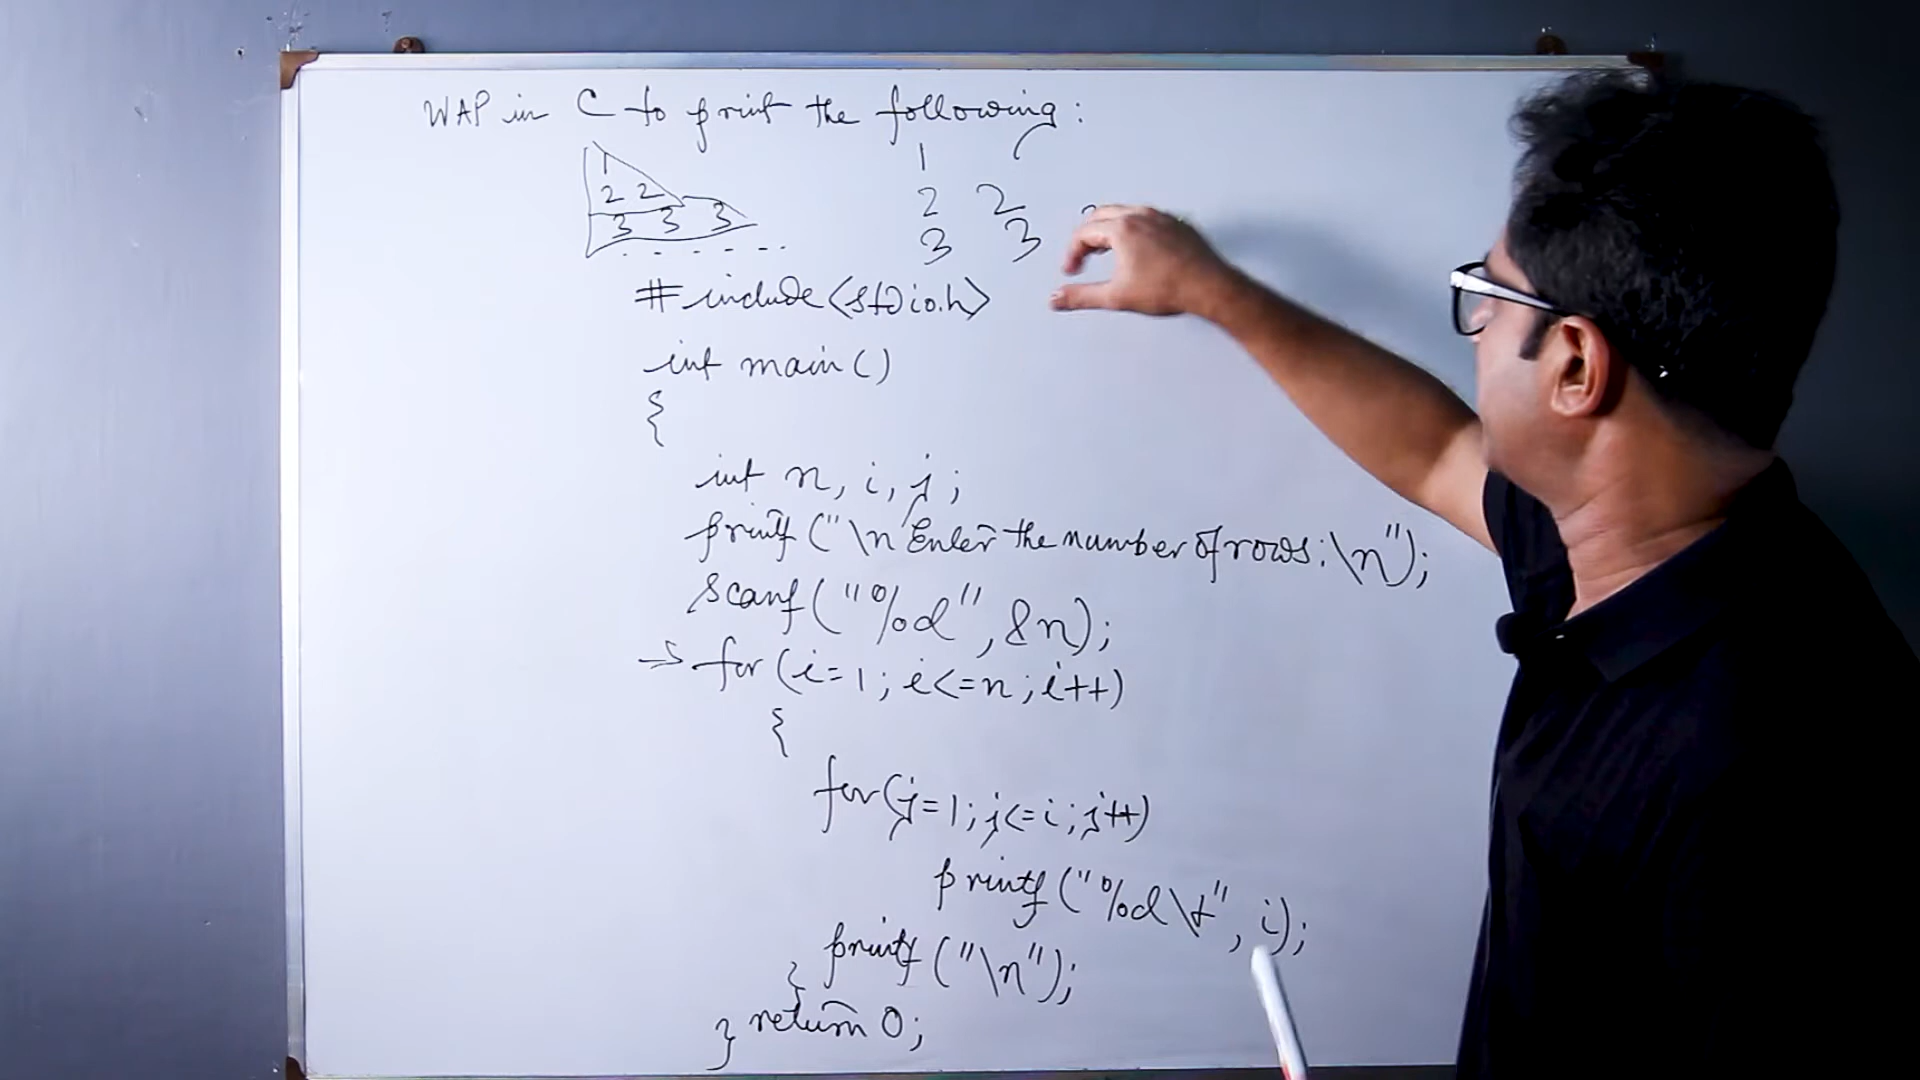 WAP in C to print the following:
1
2 2
3 3 3
. . . - - -
1
2 2
3 3
#include<stdio.h>
int main()
{
int n, i, j;
printf("\n Enter the number of rows:\n");
scanf("%d", &n);
→ for (i=1; i<=n; i++)
{
for(j=1; j<=i; j++)
printf("%d\t", i);
printf("\n");
}
return 0;
}